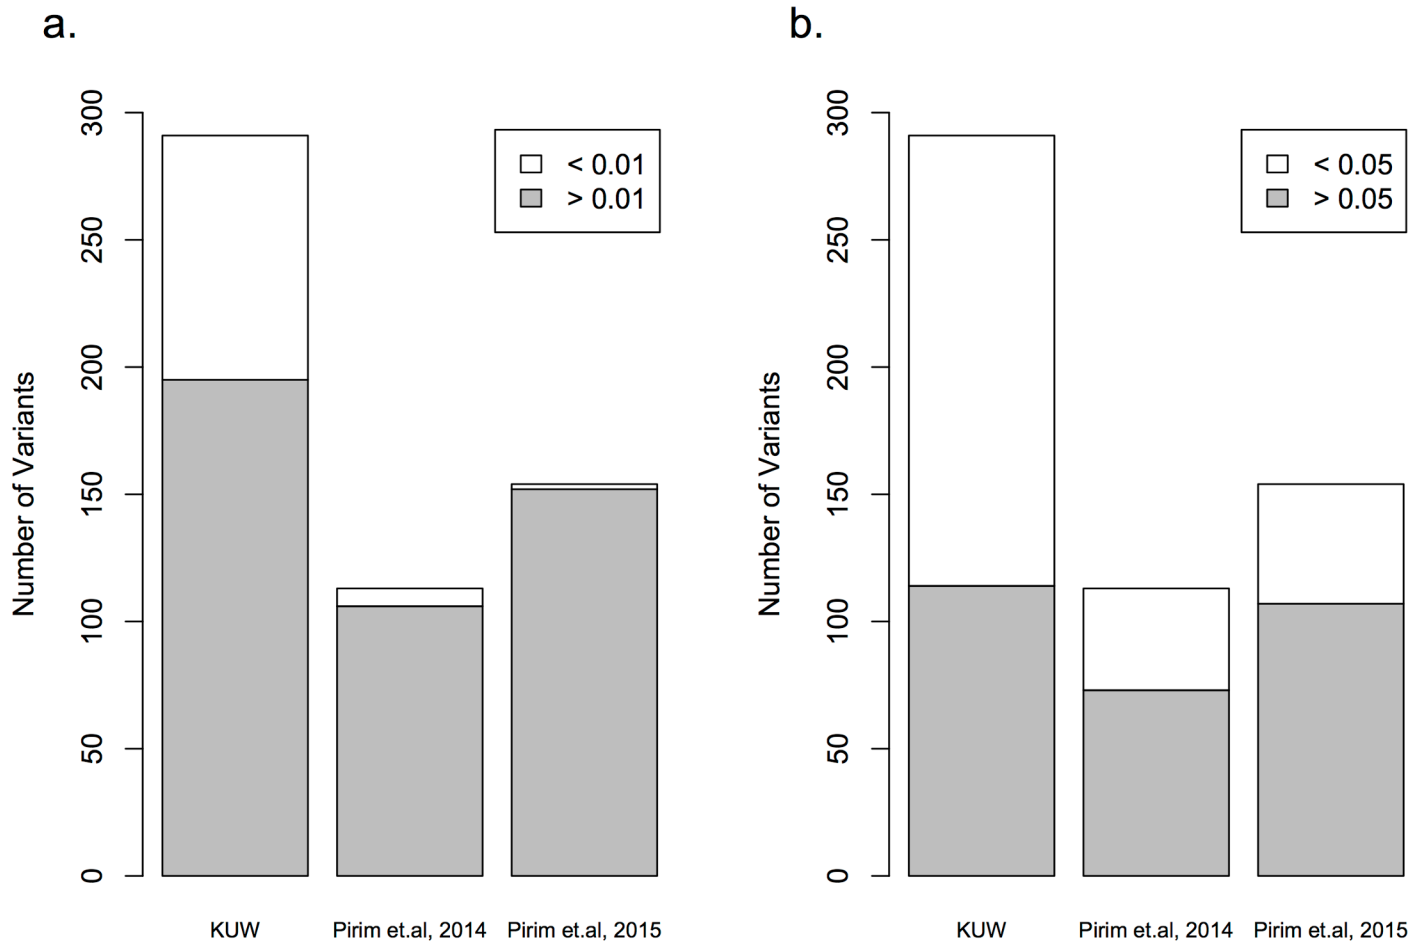 a.
Number of Variants
300
250
200
150
100
50
0
< 0.01
> 0.01
KUW
Pirim et.al, 2014
Pirim et.al, 2015
b.
Number of Variants
300
250
200
150
100
50
0
< 0.05
> 0.05
KUW
Pirim et.al, 2014
Pirim et.al, 2015